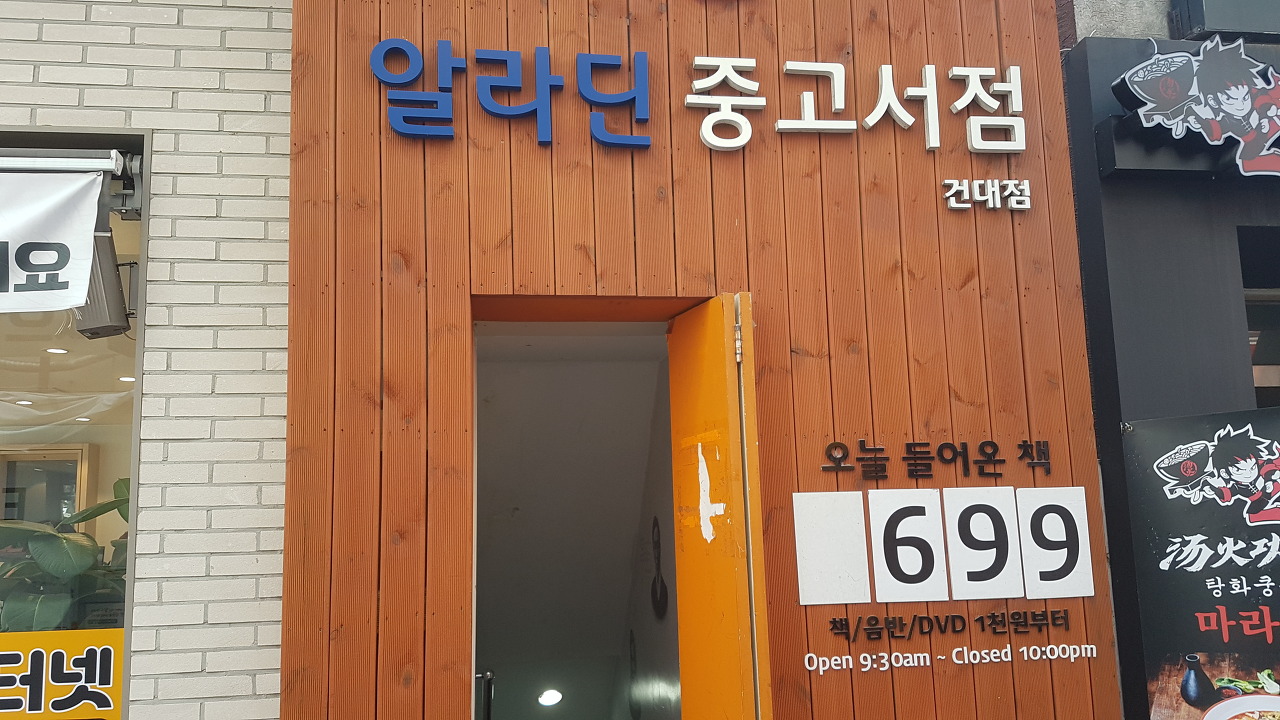 알라딘 중고서점
건대점
오늘 들어온 책
699
책/음반/DVD 1천원부터
Open 9:30am ~ Closed 10:00pm
요
터넷
汤火功
탕화쿵
마라